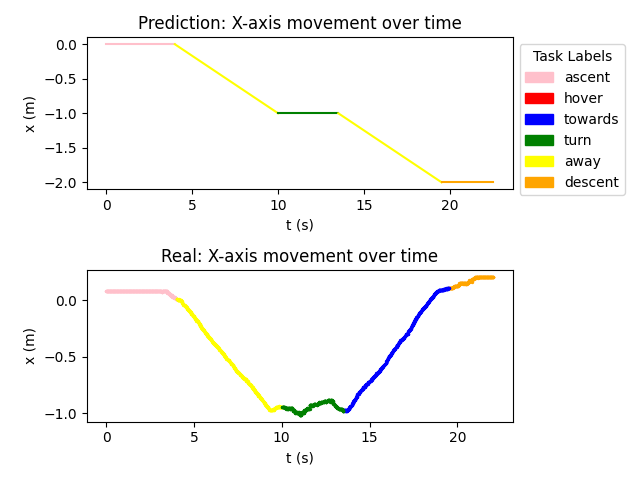 Prediction: X-axis movement over time
x (m)
0.0
−0.5
−1.0
−1.5
−2.0
0 5 10 15 20
t (s)
Task Labels
ascent
hover
towards
turn
away
descent
Real: X-axis movement over time
x (m)
0.0
−0.5
−1.0
0 5 10 15 20
t (s)